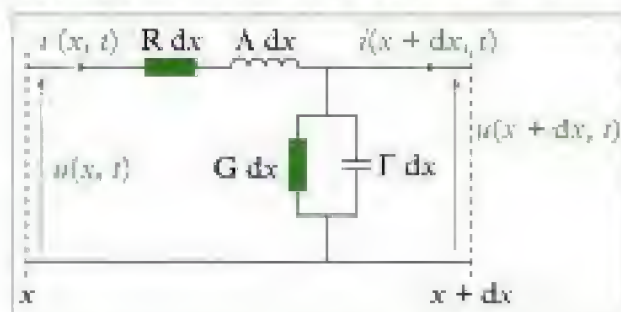 i(x, t) R dx Λ dx i(x + dx, t)
u(x, t) G dx Γ dx u(x + dx, t)
x x + dx